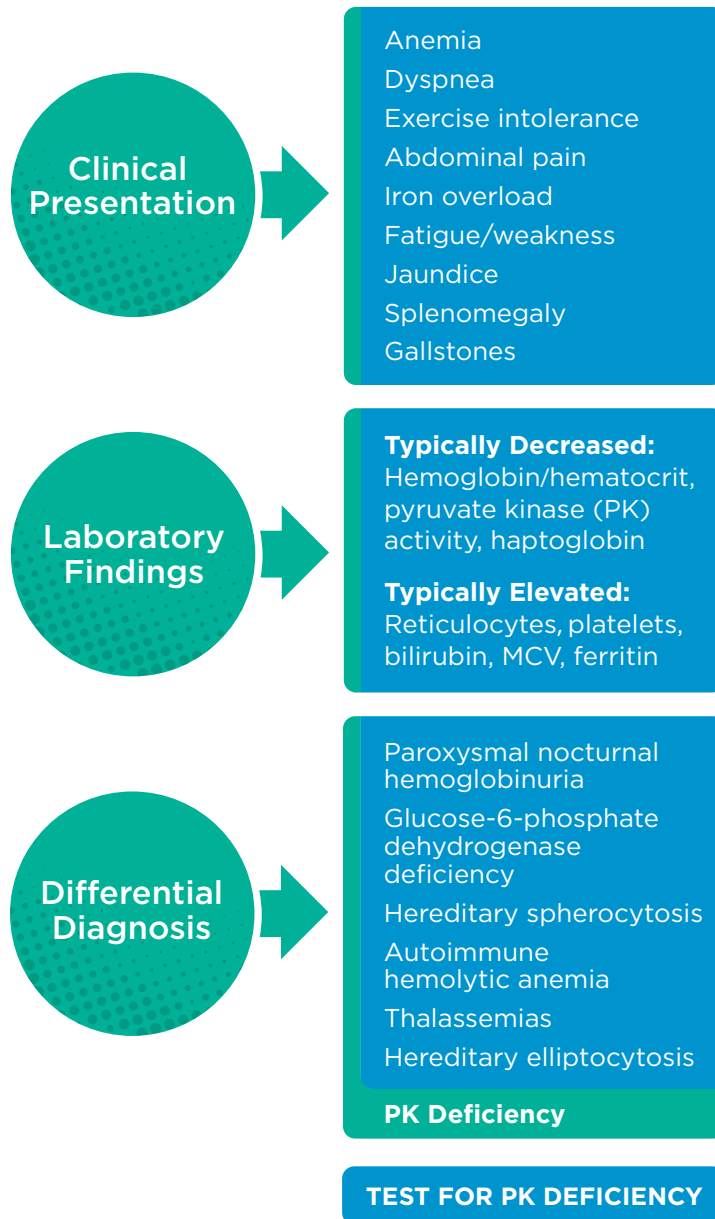 Clinical
Presentation
Anemia
Dyspnea
Exercise intolerance
Abdominal pain
Iron overload
Fatigue/weakness
Jaundice
Splenomegaly
Gallstones
Laboratory
Findings
Typically Decreased:
Hemoglobin/hematocrit,
pyruvate kinase (PK)
activity, haptoglobin
Typically Elevated:
Reticulocytes, platelets,
bilirubin, MCV, ferritin
Differential
Diagnosis
Paroxysmal nocturnal
hemoglobinuria
Glucose-6-phosphate
dehydrogenase
deficiency
Hereditary spherocytosis
Autoimmune
hemolytic anemia
Thalassemias
Hereditary elliptocytosis
PK Deficiency
TEST FOR PK DEFICIENCY